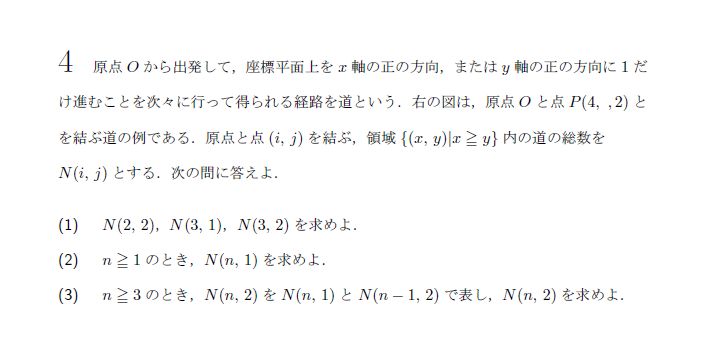 4 原点 O から出発して，座標平面上を x 軸の正の方向，または y 軸の正の方向に 1 だ
け進むことを次々に行って得られる経路を道という．右の図は，原点 O と点 P(4, , 2) と
を結ぶ道の例である．原点と点 (i, j) を結ぶ，領域 {(x, y)|x ≧ y} 内の道の総数を
N(i, j) とする．次の問に答えよ．
(1) N(2, 2)，N(3, 1)，N(3, 2) を求めよ．
(2) n ≧ 1 のとき，N(n, 1) を求めよ．
(3) n ≧ 3 のとき，N(n, 2) を N(n, 1) と N(n − 1, 2) で表し，N(n, 2) を求めよ．